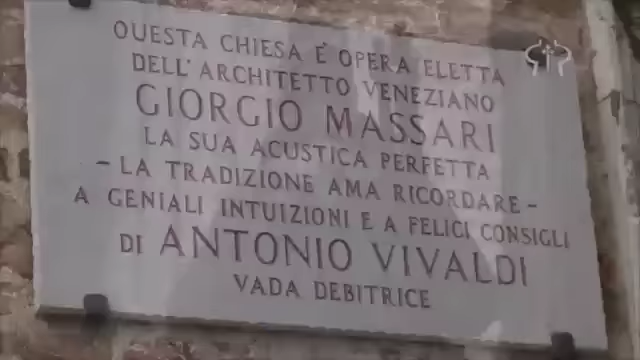 QUESTA CHIESA È OPERA ELETTA
DELL'ARCHITETTO VENEZIANO
GIORGIO MASSARI
LA SUA ACUSTICA PERFETTA
– LA TRADIZIONE AMA RICORDARE –
A GENIALI INTUIZIONI E A FELICI CONSIGLI
DI ANTONIO VIVALDI
VADA DEBITRICE